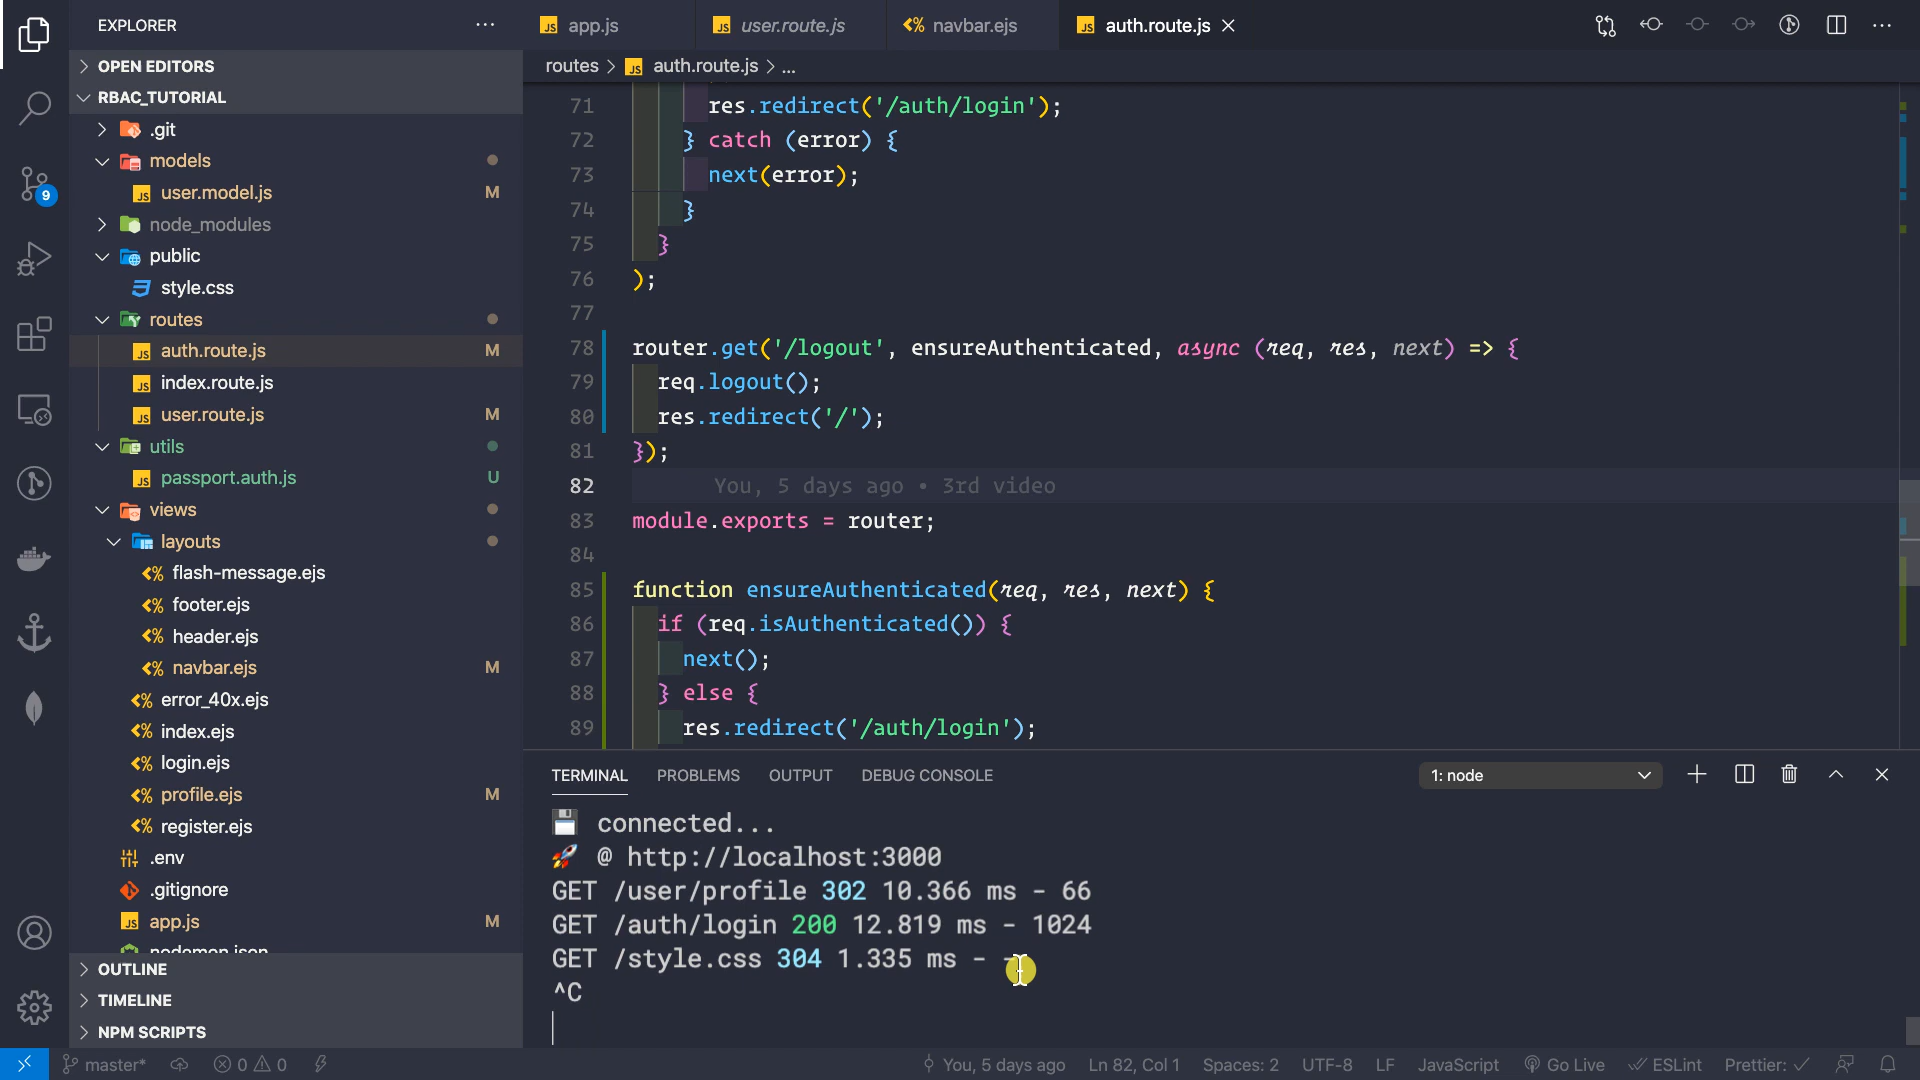 EXPLORER
OPEN EDITORS
RBAC_TUTORIAL
.git
models
user.model.js M
node_modules
public
style.css
routes
auth.route.js M
index.route.js
user.route.js M
utils
passport.auth.js U
views
layouts
flash-message.ejs
footer.ejs
header.ejs
navbar.ejs M
error_40x.ejs
index.ejs
login.ejs
profile.ejs M
register.ejs
.env
.gitignore
app.js M
nodemon.json
OUTLINE
TIMELINE
NPM SCRIPTS
9
app.js user.route.js navbar.ejs auth.route.js
routes > auth.route.js > ...
71 res.redirect('/auth/login');
72 } catch (error) {
73 next(error);
74 }
75 }
76 );
77
78 router.get('/logout', ensureAuthenticated, async (req, res, next) => {
79 req.logout();
80 res.redirect('/');
81 });
82 You, 5 days ago • 3rd video
83 module.exports = router;
84
85 function ensureAuthenticated(req, res, next) {
86 if (req.isAuthenticated()) {
87 next();
88 } else {
89 res.redirect('/auth/login');
TERMINAL PROBLEMS OUTPUT DEBUG CONSOLE 1: node
connected...
@ http://localhost:3000
GET /user/profile 302 10.366 ms - 66
GET /auth/login 200 12.819 ms - 1024
GET /style.css 304 1.335 ms - -
^C
master* 0 0 You, 5 days ago Ln 82, Col 1 Spaces: 2 UTF-8 LF JavaScript Go Live ESLint Prettier: ✓